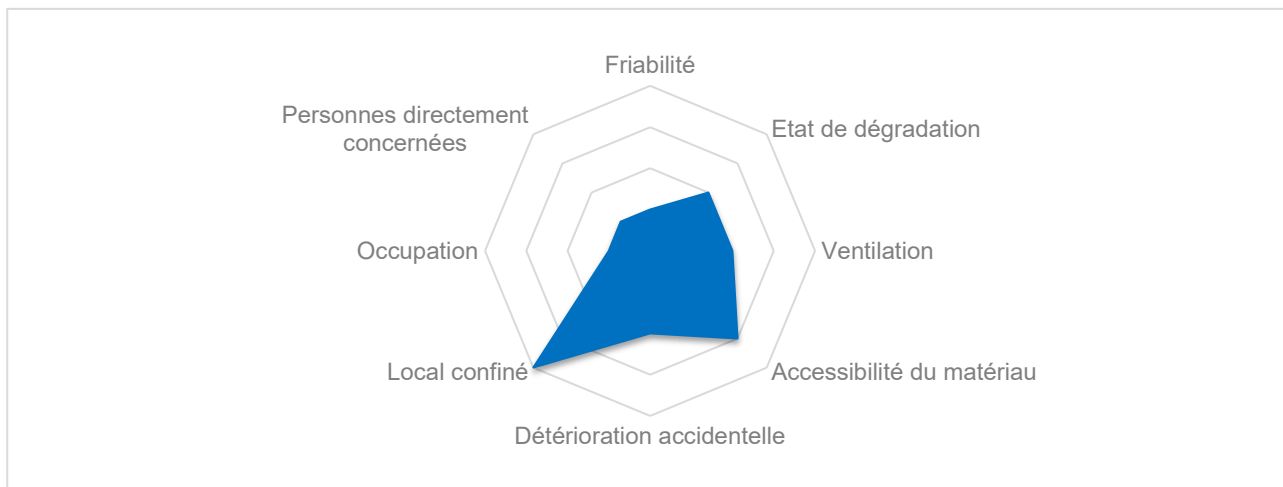 Friabilité
Personnes directement
concernées
Etat de dégradation
Occupation
Ventilation
Local confiné
Accessibilité du matériau
Détérioration accidentelle